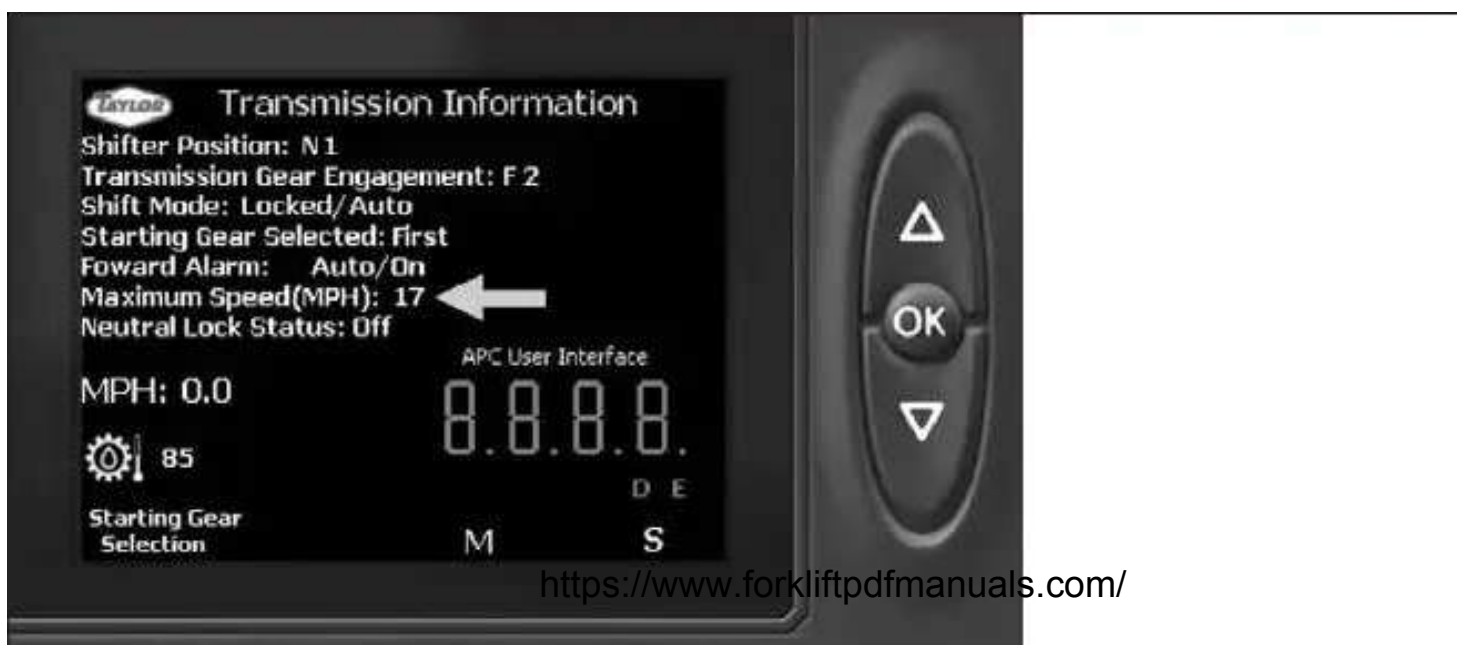 TAYLOR Transmission Information
Shifter Position: N 1
Transmission Gear Engagement: F 2
Shift Mode: Locked/Auto
Starting Gear Selected: First
Foward Alarm: Auto/On
Maximum Speed(MPH): 17
Neutral Lock Status: Off
APC User Interface
MPH: 0.0
8.8.8.8.
85
D E
Starting Gear
Selection
M
S
OK
https://www.forkliftpdfmanuals.com/